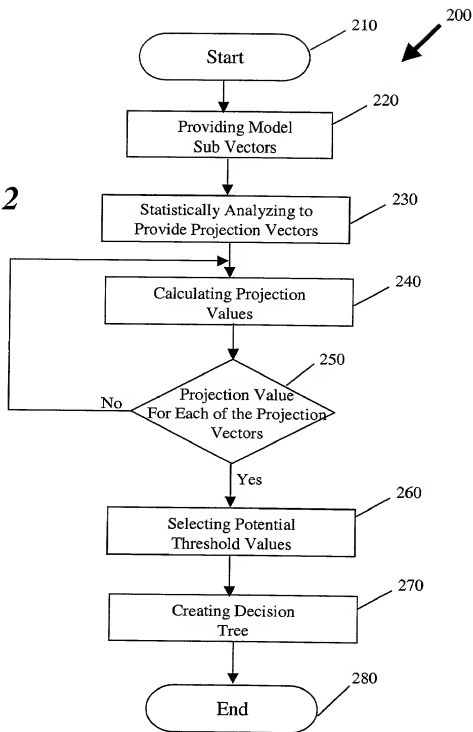 200
210
Start
220
Providing Model
Sub Vectors
2
230
Statistically Analyzing to
Provide Projection Vectors
240
Calculating Projection
Values
250
Projection Value
For Each of the Projection
Vectors
No
Yes
260
Selecting Potential
Threshold Values
270
Creating Decision
Tree
280
End